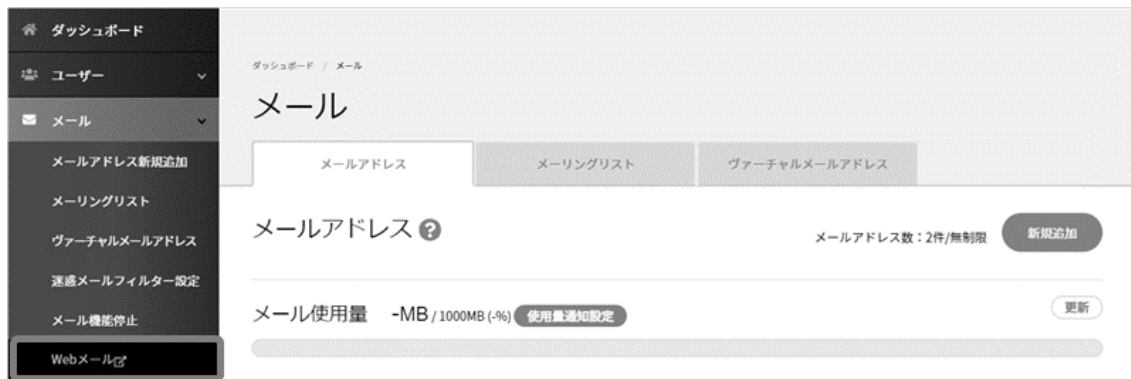 ダッシュボード
ユーザー
メール
メールアドレス新規追加
メーリングリスト
ヴァーチャルメールアドレス
迷惑メールフィルター設定
メール機能停止
Webメール
ダッシュボード / メール
メール
メールアドレス
メーリングリスト
ヴァーチャルメールアドレス
メールアドレス ?
メールアドレス数：2件/無制限
新規追加
メール使用量 -MB / 1000MB (-%) 使用量通知設定
更新